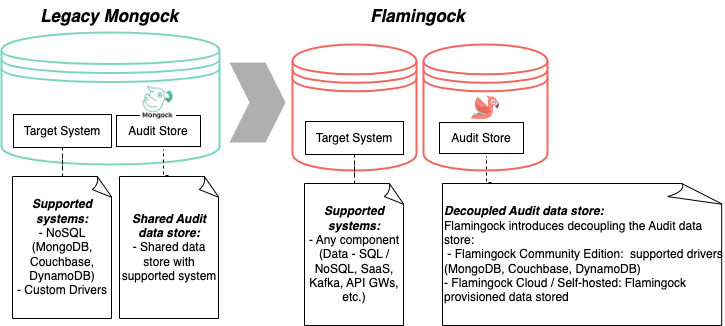 Legacy Mongock
Flamingock
Mongock
Target System
Audit Store
Target System
Audit Store
Supported
systems:
- NoSQL
(MongoDB,
Couchbase,
DynamoDB)
- Custom Drivers
Shared Audit
data store:
- Shared data
store with
supported system
Supported
systems:
- Any component
(Data - SQL /
NoSQL, SaaS,
Kafka, API GWs,
etc.)
Decoupled Audit data store:
Flamingock introduces decoupling the Audit data
store:
- Flamingock Community Edition:  supported drivers
(MongoDB, Couchbase, DynamoDB)
- Flamingock Cloud / Self-hosted: Flamingock
provisioned data stored